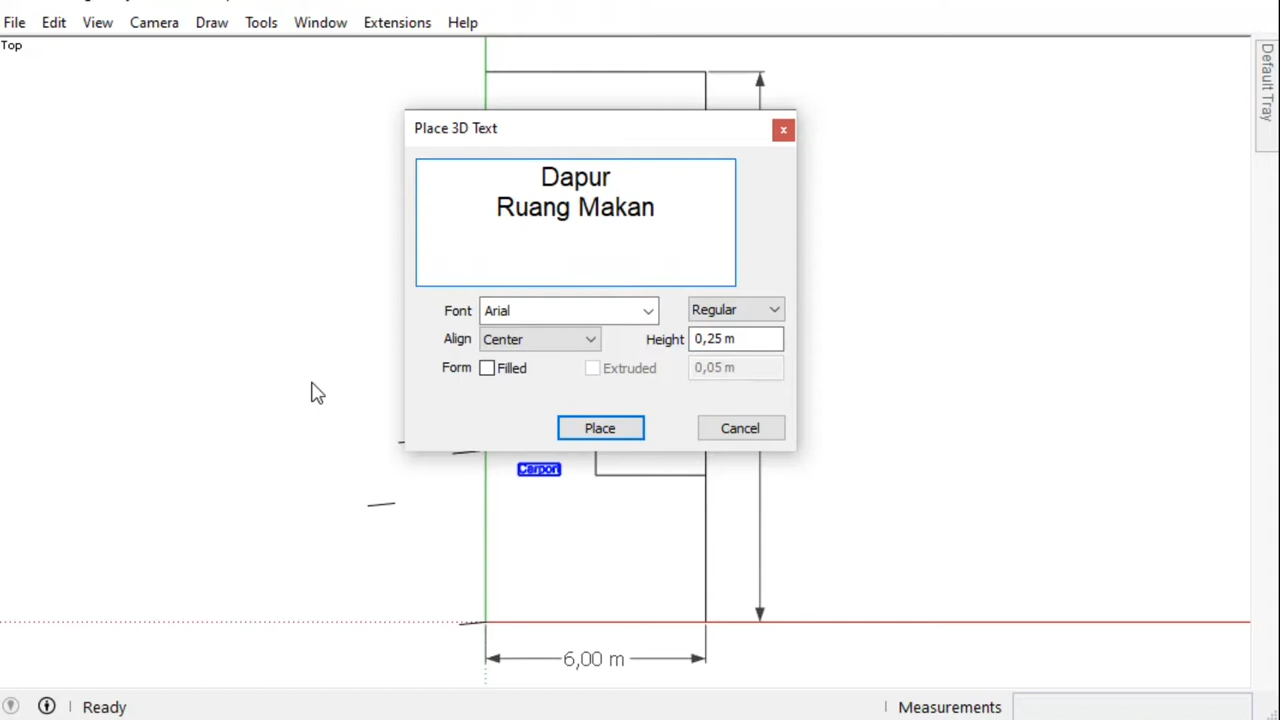 File Edit View Camera Draw Tools Window Extensions Help
Top
Default Tray
Place 3D Text
x
Dapur
Ruang Makan
Font Arial Regular
Align Center Height 0,25 m
Form Filled Extruded 0,05 m
Place Cancel
Carport
6,00 m
Ready Measurements